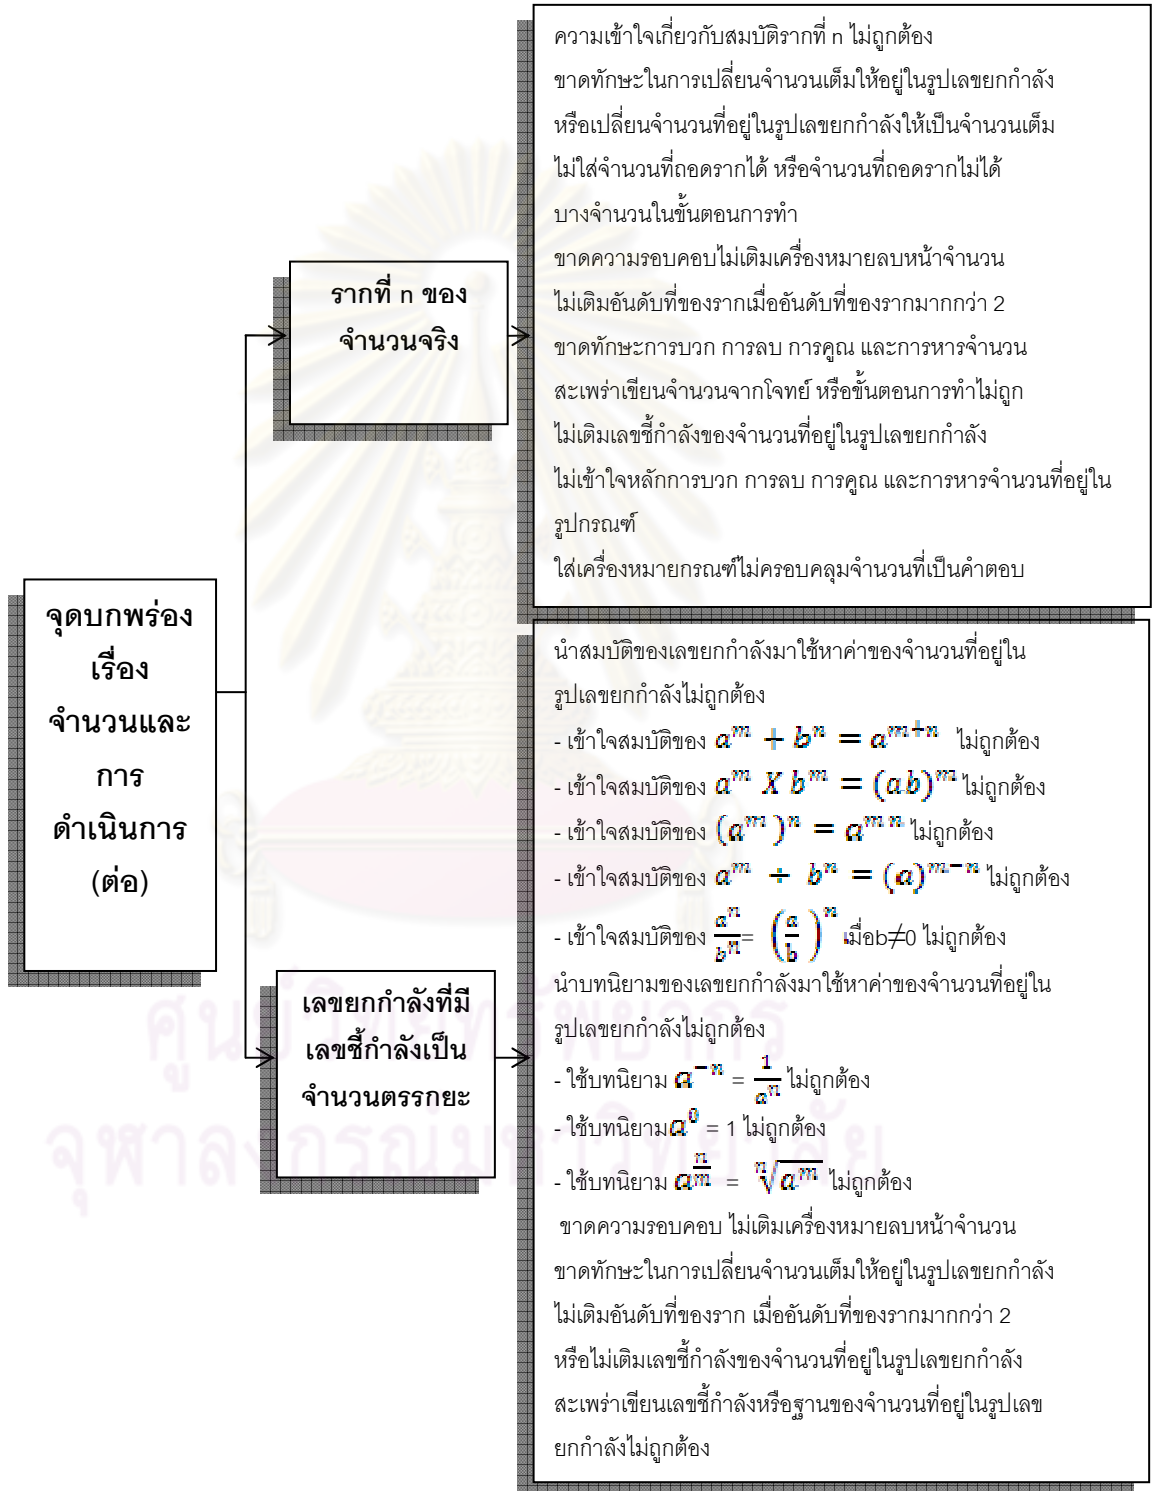 ความเข้าใจเกี่ยวกับสมบัติรากที่ n ไม่ถูกต้อง
ขาดทักษะในการเปลี่ยนจำนวนเต็มให้อยู่ในรูปเลขยกกำลัง
หรือเปลี่ยนจำนวนที่อยู่ในรูปเลขยกกำลังให้เป็นจำนวนเต็ม
ไม่ใส่จำนวนที่ถอดรากได้ หรือจำนวนที่ถอดรากไม่ได้
บางจำนวนในขั้นตอนการทำ
ขาดความรอบคอบไม่เติมเครื่องหมายลบหน้าจำนวน
ไม่เติมอันดับที่ของรากเมื่ออันดับที่ของรากมากกว่า 2
ขาดทักษะการบวก การลบ การคูณ และการหารจำนวน
สะเพร่าเขียนจำนวนจากโจทย์ หรือขั้นตอนการทำไม่ถูก
ไม่เติมเลขชี้กำลังของจำนวนที่อยู่ในรูปเลขยกกำลัง
ไม่เข้าใจหลักการบวก การลบ การคูณ และการหารจำนวนที่อยู่ใน
รูปกรณฑ์
ใส่เครื่องหมายกรณฑ์ไม่ครอบคลุมจำนวนที่เป็นคำตอบ
รากที่ n ของ
จำนวนจริง
จุดบกพร่อง
เรื่อง
จำนวนและ
การ
ดำเนินการ
(ต่อ)
นำสมบัติของเลขยกกำลังมาใช้หาค่าของจำนวนที่อยู่ใน
รูปเลขยกกำลังไม่ถูกต้อง
- เข้าใจสมบัติของ a^m + b^n = a^{m+n} ไม่ถูกต้อง
- เข้าใจสมบัติของ a^m X b^m = (ab)^m ไม่ถูกต้อง
- เข้าใจสมบัติของ (a^m)^n = a^{mn} ไม่ถูกต้อง
- เข้าใจสมบัติของ a^m ÷ b^n = (a)^{m-n} ไม่ถูกต้อง
- เข้าใจสมบัติของ \frac{a^n}{b^n} = (\frac{a}{b})^n เมื่อb≠0 ไม่ถูกต้อง
นำบทนิยามของเลขยกกำลังมาใช้หาค่าของจำนวนที่อยู่ใน
รูปเลขยกกำลังไม่ถูกต้อง
- ใช้บทนิยาม a^{-n} = \frac{1}{a^n} ไม่ถูกต้อง
- ใช้บทนิยาม a^0 = 1 ไม่ถูกต้อง
- ใช้บทนิยาม a^{\frac{n}{m}} = \sqrt[n]{a^m} ไม่ถูกต้อง
ขาดความรอบคอบ ไม่เติมเครื่องหมายลบหน้าจำนวน
ขาดทักษะในการเปลี่ยนจำนวนเต็มให้อยู่ในรูปเลขยกกำลัง
ไม่เติมอันดับที่ของราก เมื่ออันดับที่ของรากมากกว่า 2
หรือไม่เติมเลขชี้กำลังของจำนวนที่อยู่ในรูปเลขยกกำลัง
สะเพร่าเขียนเลขชี้กำลังหรือฐานของจำนวนที่อยู่ในรูปเลข
ยกกำลังไม่ถูกต้อง
เลขยกกำลังที่มี
เลขชี้กำลังเป็น
จำนวนตรรกยะ
ศูนย์วิทยทรัพยากร
จุฬาลงกรณ์มหาวิทยาลัย